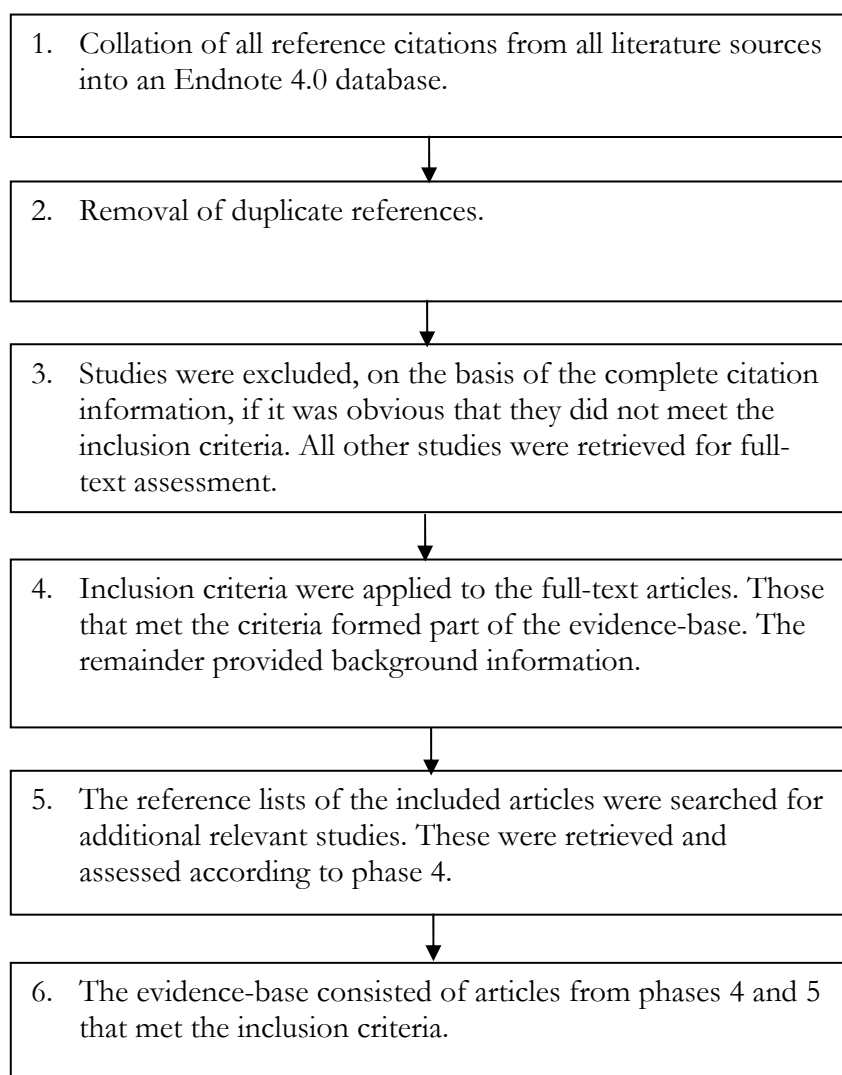 1. Collation of all reference citations from all literature sources
into an Endnote 4.0 database.
2. Removal of duplicate references.
3. Studies were excluded, on the basis of the complete citation
information, if it was obvious that they did not meet the
inclusion criteria. All other studies were retrieved for full-
text assessment.
4. Inclusion criteria were applied to the full-text articles. Those
that met the criteria formed part of the evidence-base. The
remainder provided background information.
5. The reference lists of the included articles were searched for
additional relevant studies. These were retrieved and
assessed according to phase 4.
6. The evidence-base consisted of articles from phases 4 and 5
that met the inclusion criteria.